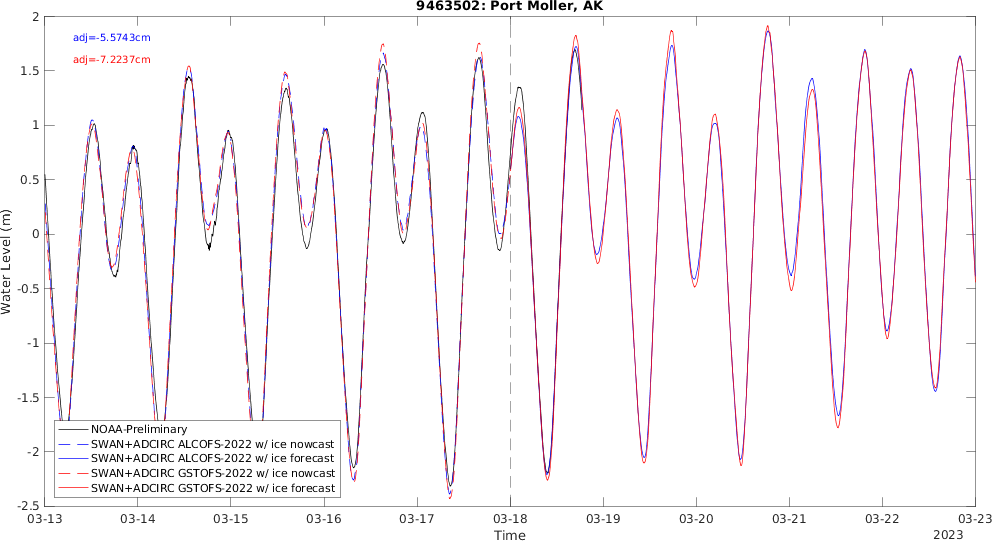 9463502: Port Moller, AK
adj=-5.5743cm
adj=-7.2237cm
2
1.5
1
0.5
0
-0.5
-1
-1.5
-2
-2.5
Water Level (m)
NOAA-Preliminary
SWAN+ADCIRC ALCOFS-2022 w/ ice nowcast
SWAN+ADCIRC ALCOFS-2022 w/ ice forecast
SWAN+ADCIRC GSTOFS-2022 w/ ice nowcast
SWAN+ADCIRC GSTOFS-2022 w/ ice forecast
03-13 03-14 03-15 03-16 03-17 03-18 03-19 03-20 03-21 03-22 03-23
Time
2023